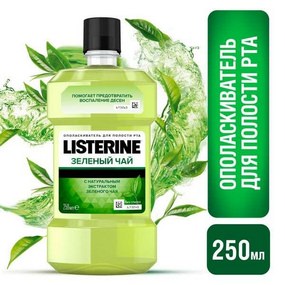 ПОМОГАЕТ ПРЕДОТВРАТИТЬ
ВОСПАЛЕНИЕ ДЕСЕН
ОПОЛАСКИВАТЕЛЬ ДЛЯ ПОЛОСТИ РТА
LISTERINE
ЗЕЛЕНЫЙ ЧАЙ
С НАТУРАЛЬНЫМ
ЭКСТРАКТОМ
ЗЕЛЕНОГО ЧАЯ
250мл
ОПОЛАСКИВАТЕЛЬ
ДЛЯ ПОЛОСТИ РТА
250мл